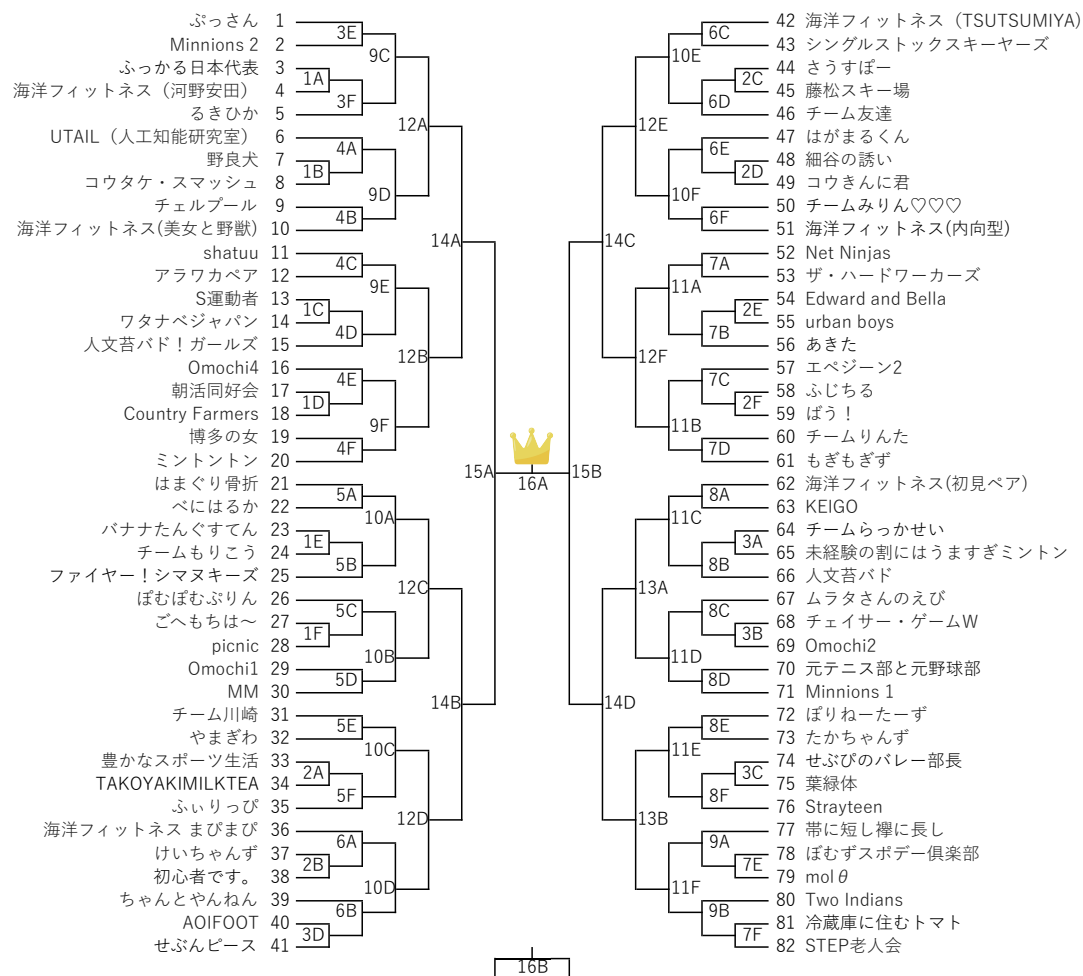 ぷっさん 1
Minnions 2 2
ふっかる日本代表 3
海洋フィットネス（河野安田） 4
るきひか 5
UTAIL（人工知能研究室） 6
野良犬 7
コウタケ・スマッシュ 8
チェルプール 9
海洋フィットネス(美女と野獣) 10
shatuu 11
アラワカペア 12
S運動者 13
ワタナベジャパン 14
人文苔バド！ガールズ 15
Omochi4 16
朝活同好会 17
Country Farmers 18
博多の女 19
ミントントン 20
はまぐり骨折 21
べにはるか 22
バナナたんぐすてん 23
チームもりこう 24
ファイヤー！シマヌキーズ 25
ぽむぽむぷりん 26
ごへもちは〜 27
picnic 28
Omochi1 29
MM 30
チーム川崎 31
やまぎわ 32
豊かなスポーツ生活 33
TAKOYAKIMILKTEA 34
ふぃりっぴ 35
海洋フィットネス まぴまぴ 36
けいちゃんず 37
初心者です。 38
ちゃんとやんねん 39
AOIFOOT 40
せぶんピース 41
3E
1A
3F
4A
1B
4B
4C
1C
4D
4E
1D
4F
5A
1E
5B
5C
1F
5D
5E
2A
5F
6A
2B
6B
3D
9C
9D
9E
9F
10A
10B
10C
10D
12A
12B
12C
12D
14A
14B
15A
16A
16B
15B
14C
14D
12E
12F
13A
13B
10E
10F
11A
11B
11C
11D
11E
11F
6C
2C
6D
6E
2D
6F
7A
2E
7B
7C
2F
7D
8A
3A
8B
8C
3B
8D
8E
3C
8F
9A
7E
9B
7F
42 海洋フィットネス（TSUTSUMIYA)
43 シングルストックスキーヤーズ
44 さうすぽー
45 藤松スキー場
46 チーム友達
47 はがまるくん
48 細谷の誘い
49 コウきんに君
50 チームみりん♡♡♡
51 海洋フィットネス(内向型)
52 Net Ninjas
53 ザ・ハードワーカーズ
54 Edward and Bella
55 urban boys
56 あきた
57 エペジーン2
58 ふじちる
59 ばう！
60 チームりんた
61 もぎもぎず
62 海洋フィットネス(初見ペア)
63 KEIGO
64 チームらっかせい
65 未経験の割にはうますぎミントン
66 人文苔バド
67 ムラタさんのえび
68 チェイサー・ゲームW
69 Omochi2
70 元テニス部と元野球部
71 Minnions 1
72 ぽりねーたーず
73 たかちゃんず
74 せぶぴのバレー部長
75 葉緑体
76 Strayteen
77 帯に短し襷に長し
78 ぼむずスポデー倶楽部
79 molθ
80 Two Indians
81 冷蔵庫に住むトマト
82 STEP老人会